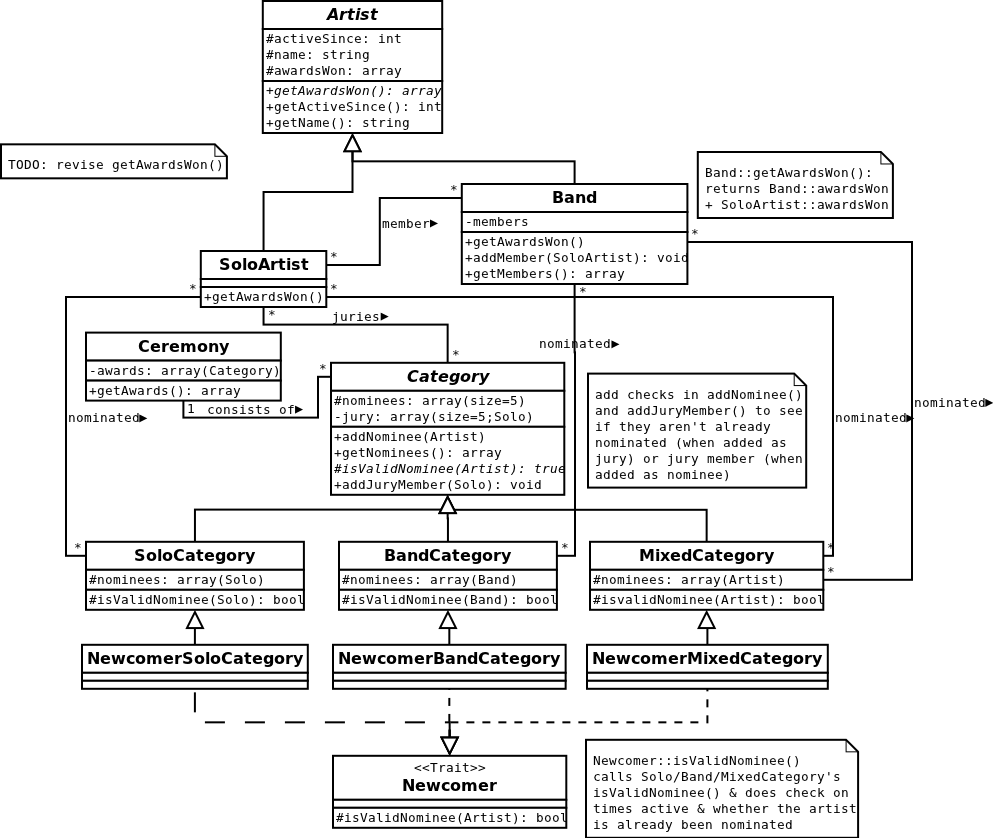 Artist
#activeSince: int
#name: string
#awardsWon: array
+getAwardsWon(): array
+getActiveSince(): int
+getName(): string
TODO: revise getAwardsWon()
Band::getAwardsWon():
returns Band::awardsWon
+ SoloArtist::awardsWon
Band
-members
+getAwardsWon()
+addMember(SoloArtist): void
+getMembers(): array
*
member▶
*
*
SoloArtist
+getAwardsWon()
*
*
*
*
juries▶
*
nominated▶
Ceremony
-awards: array(Category)
+getAwards(): array
1 consists of▶
*
Category
#nominees: array(size=5)
-jury: array(size=5;Solo)
+addNominee(Artist)
+getNominees(): array
#isValidNominee(Artist): true
+addJuryMember(Solo): void
add checks in addNominee()
and addJuryMember() to see
if they aren't already
nominated (when added as
jury) or jury member (when
added as nominee)
nominated▶
nominated▶
nominated▶
*
SoloCategory
#nominees: array(Solo)
#isValidNominee(Solo): bool
BandCategory
*
#nominees: array(Band)
#isValidNominee(Band): bool
MixedCategory
*
*
#nominees: array(Artist)
#isvalidNominee(Artist): bool
NewcomerSoloCategory
NewcomerBandCategory
NewcomerMixedCategory
<<Trait>>
Newcomer
#isValidNominee(Artist): bool
Newcomer::isValidNominee()
calls Solo/Band/MixedCategory's
isValidNominee() & does check on
times active & whether the artist
is already been nominated